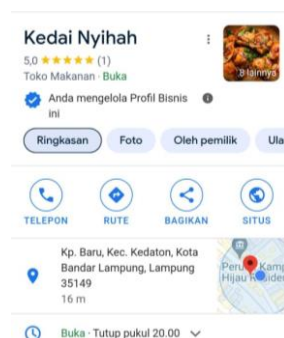 Kedai Nyihah
5,0 ★★★★★ (1)
Toko Makanan · Buka
8 lainnya
Anda mengelola Profil Bisnis
ini
Ringkasan
Foto
Oleh pemilik
Ula
TELEPON
RUTE
BAGIKAN
SITUS
Kp. Baru, Kec. Kedaton, Kota
Bandar Lampung, Lampung
35149
16 m
Buka · Tutup pukul 20.00